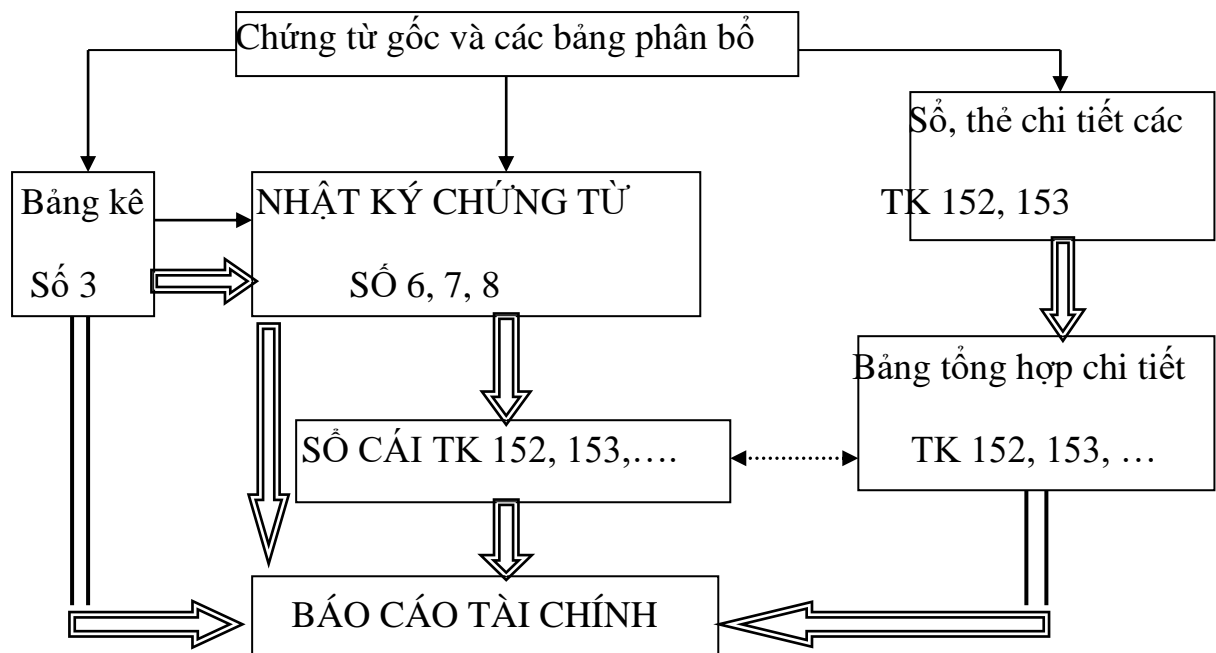 Chứng từ gốc và các bảng phân bổ
Sổ, thẻ chi tiết các
TK 152, 153
Bảng kê
Số 3
NHẬT KÝ CHỨNG TỪ
SỐ 6, 7, 8
Bảng tổng hợp chi tiết
TK 152, 153, …
SỔ CÁI TK 152, 153,….
BÁO CÁO TÀI CHÍNH